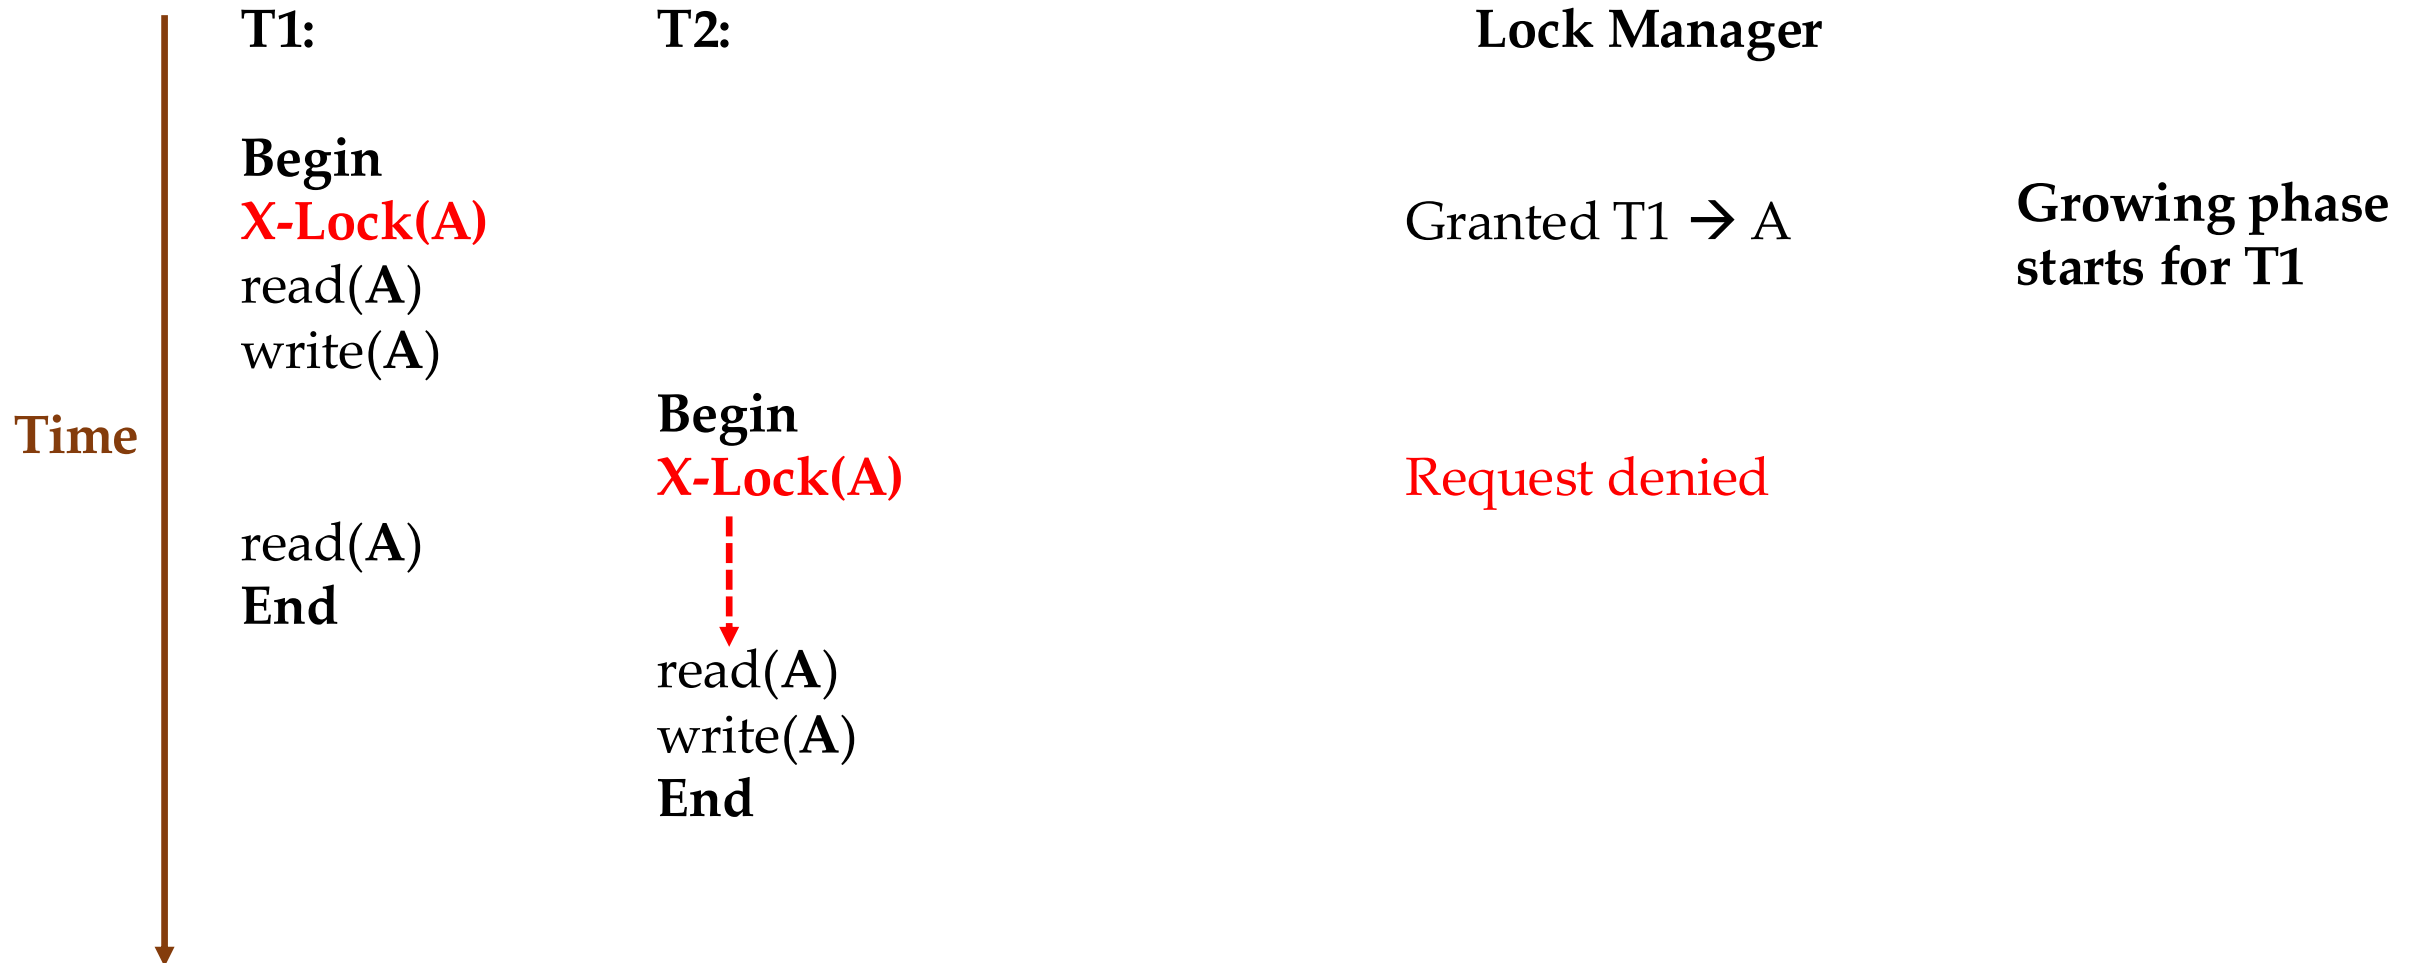 T1: T2: Lock Manager
Begin
X-Lock(A) Granted T1 → A Growing phase
starts for T1
read(A)
write(A)
Time
Begin
X-Lock(A) Request denied
read(A)
End
read(A)
write(A)
End